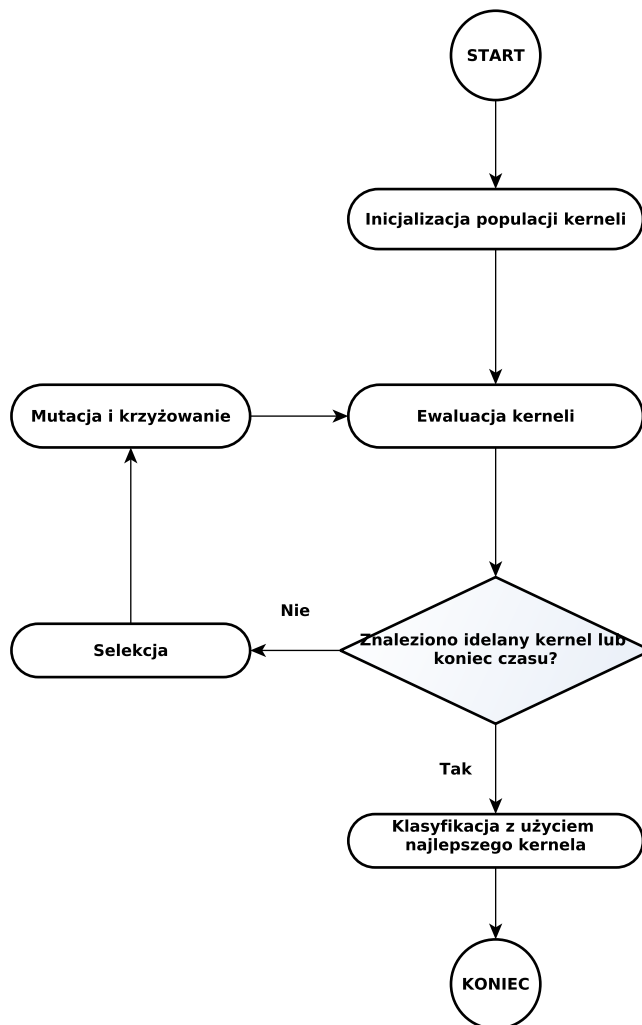 START
Inicjalizacja populacji kerneli
Mutacja i krzyżowanie
Ewaluacja kerneli
Nie
Znaleziono idelany kernel lub
koniec czasu?
Selekcja
Tak
Klasyfikacja z użyciem
najlepszego kernela
KONIEC